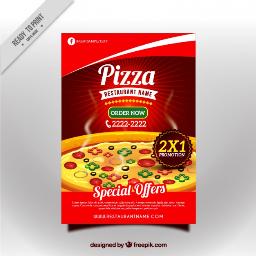 READY TO PRINT
Pizza
RESTAURANT NAME
ORDER NOW
2222-2222
2X1
PROMOTION
Special Offers
WWW.RESTAURANTNAME.COM
designed by freepik.com